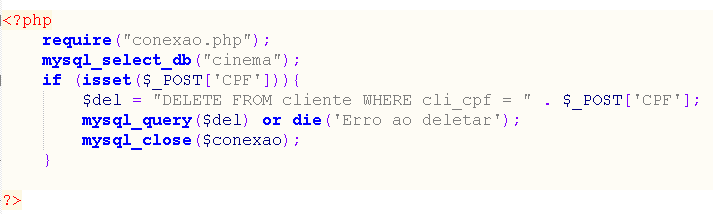 <?php
require("conexao.php");
mysql_select_db("cinema");
if (isset($_POST['CPF'])){
$del = "DELETE FROM cliente WHERE cli_cpf = " . $_POST['CPF'];
mysql_query($del) or die('Erro ao deletar');
mysql_close($conexao);
}
?>